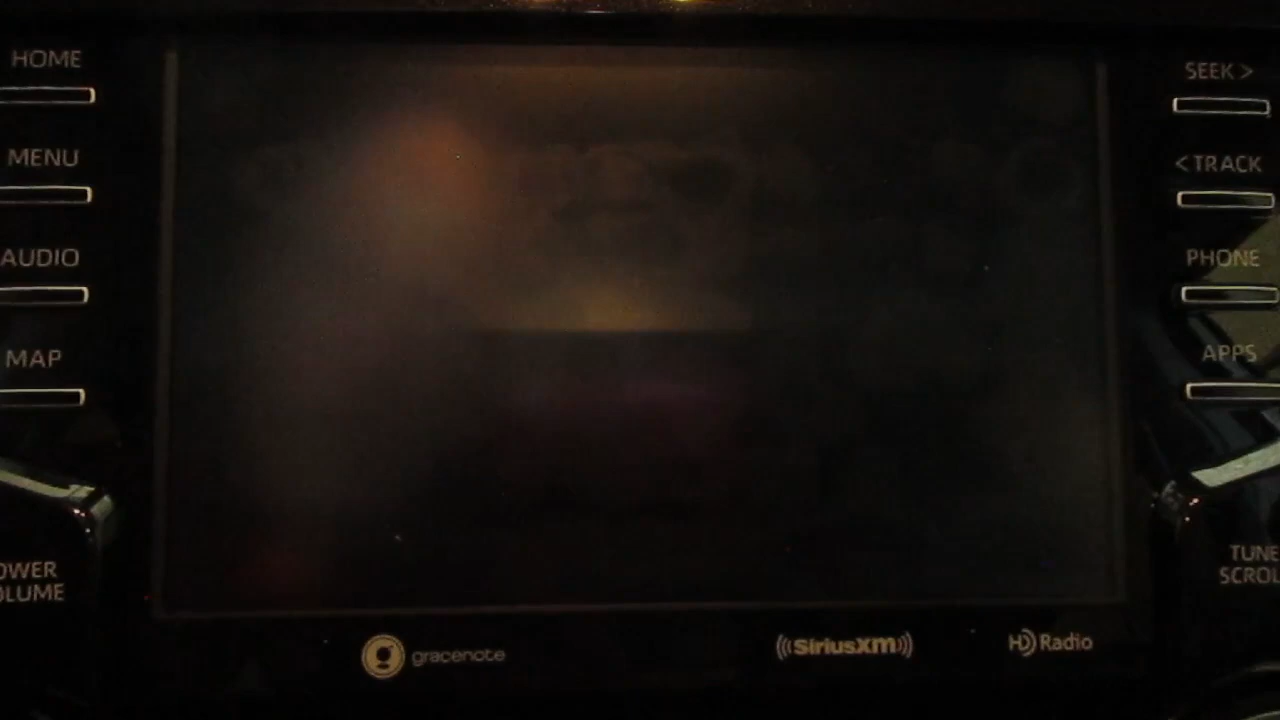 HOME
MENU
AUDIO
MAP
OWER
OLUME
SEEK >
< TRACK
PHONE
APPS
TUNE
SCROL
gracenote
((SiriusXM))
HD Radio